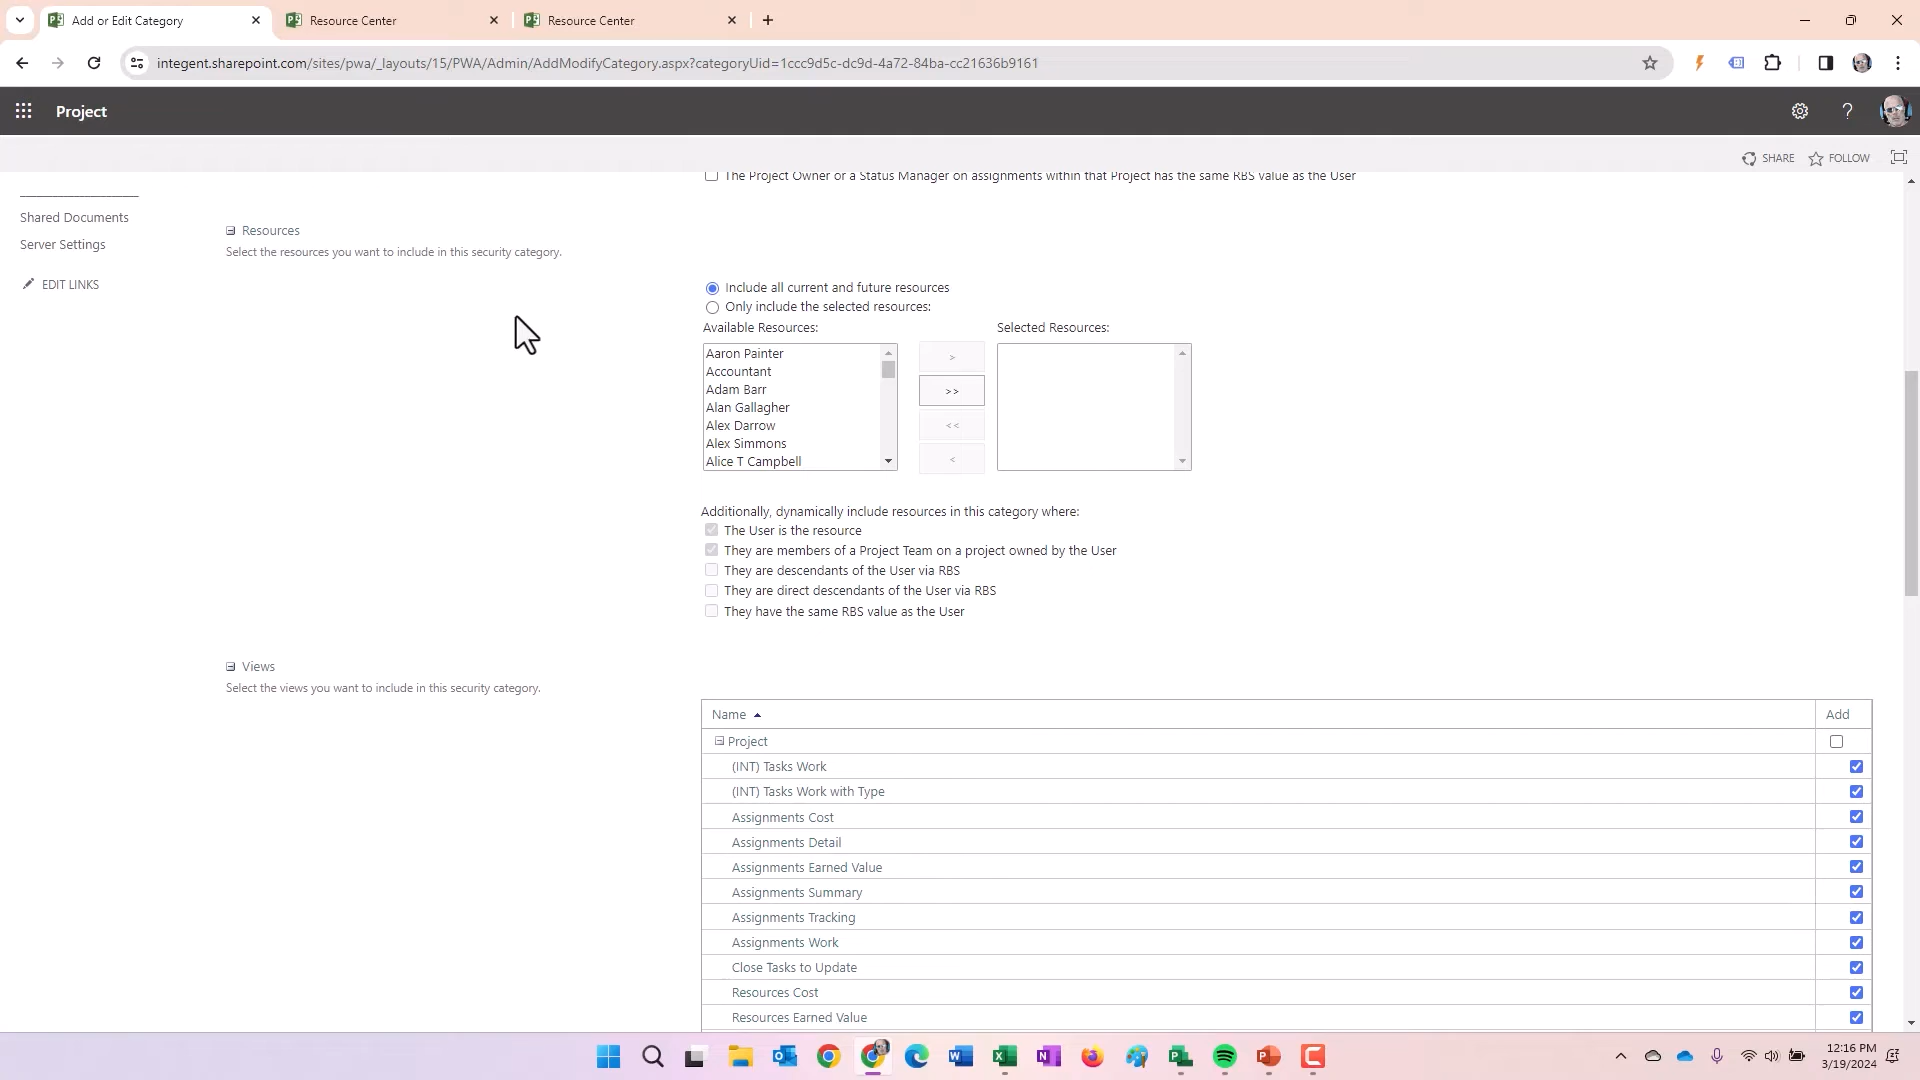 Add or Edit Category
Resource Center
Resource Center
integent.sharepoint.com/sites/pwa/_layouts/15/PWA/Admin/AddModifyCategory.aspx?categoryUid=1ccc9d5c-dc9d-4a72-84ba-cc21636b9161
Project
SHARE
FOLLOW
The Project Owner or a Status Manager on assignments within that Project has the same RBS value as the User
Shared Documents
Server Settings
EDIT LINKS
Resources
Select the resources you want to include in this security category.
Include all current and future resources
Only include the selected resources:
Available Resources:
Selected Resources:
Aaron Painter
Accountant
Adam Barr
Alan Gallagher
Alex Darrow
Alex Simmons
Alice T Campbell
>
>>
<<
<
Additionally, dynamically include resources in this category where:
The User is the resource
They are members of a Project Team on a project owned by the User
They are descendants of the User via RBS
They are direct descendants of the User via RBS
They have the same RBS value as the User
Views
Select the views you want to include in this security category.
Name
Add
Project
(INT) Tasks Work
(INT) Tasks Work with Type
Assignments Cost
Assignments Detail
Assignments Earned Value
Assignments Summary
Assignments Tracking
Assignments Work
Close Tasks to Update
Resources Cost
Resources Earned Value
12:16 PM
3/19/2024